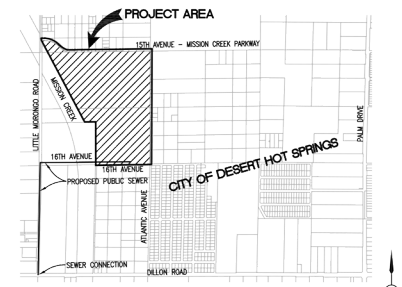 PROJECT AREA
15TH AVENUE - MISSION CREEK PARKWAY
LITTLE MORONGO ROAD
MISSION CREEK
PALM DRIVE
16TH AVENUE
16TH AVENUE
CITY OF DESERT HOT SPRINGS
PROPOSED PUBLIC SEWER
ATLANTIC AVENUE
SEWER CONNECTION
DILLON ROAD